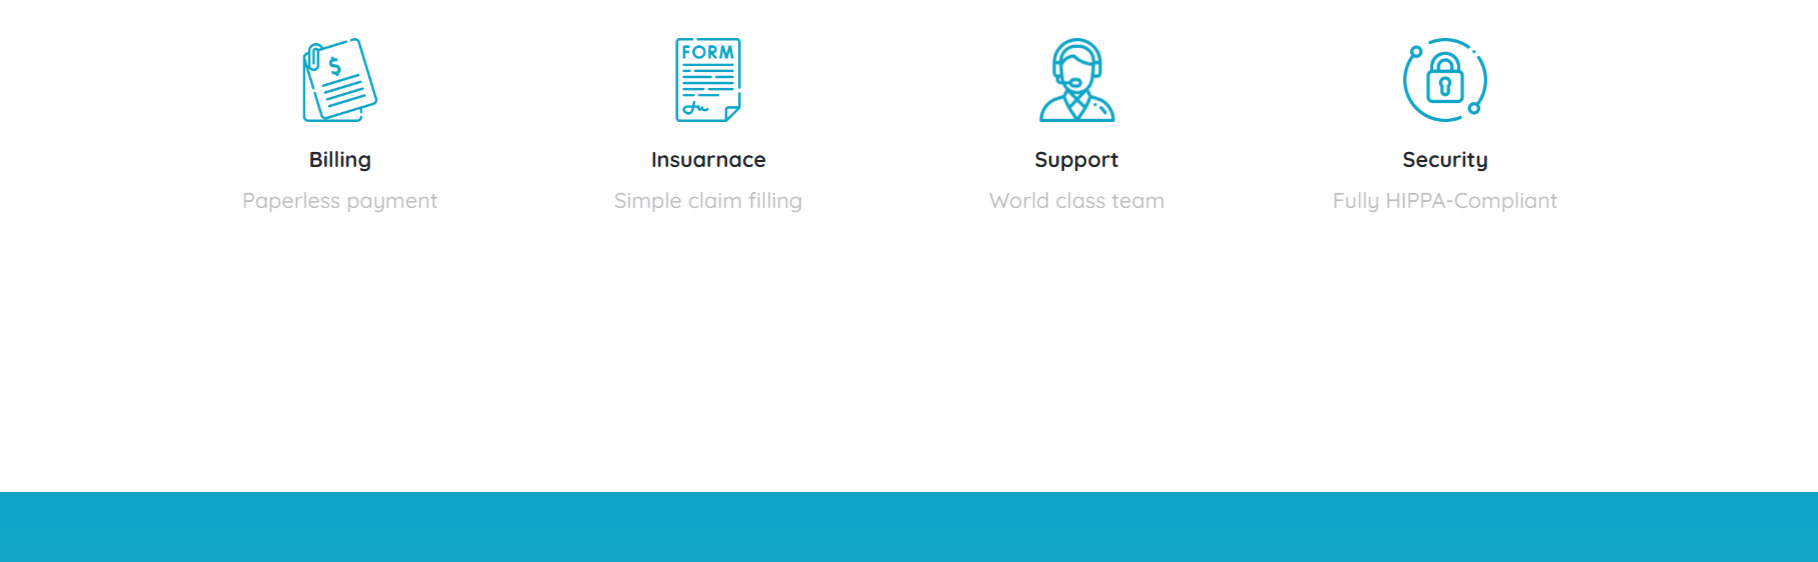 FORM
Billing
Insuarnace
Support
Security
Paperless payment
Simple claim filling
World class team
Fully HIPPA-Compliant